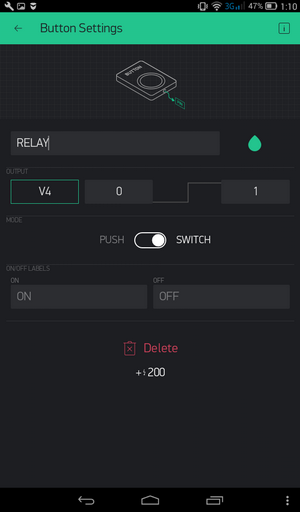 3G 47% 1:10
Button Settings
BUTTON
RELAY
OUTPUT
V4 0 1
MODE
PUSH SWITCH
ON/OFF LABELS
ON OFF
ON OFF
Delete
+200